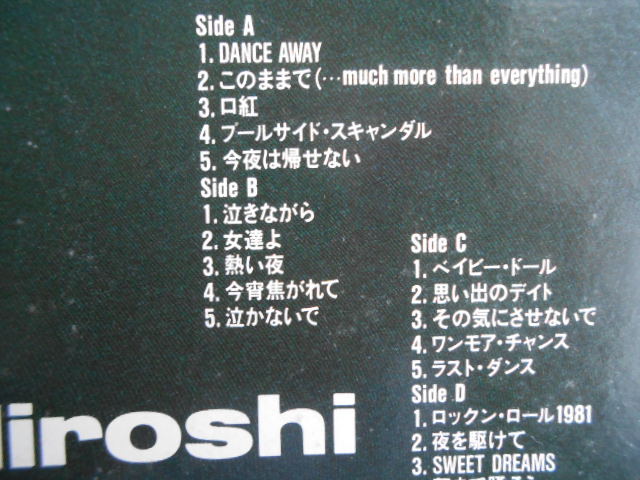 Side A
1. DANCE AWAY
2. このままで(…much more than everything)
3. 口紅
4. プールサイド・スキャンダル
5. 今夜は帰せない
Side B
1. 泣きながら
2. 女達よ
3. 熱い夜
4. 今宵焦がれて
5. 泣かないで
Side C
1. ベイビー・ドール
2. 思い出のデイト
3. その気にさせないで
4. ワンモア・チャンス
5. ラスト・ダンス
Side D
1. ロックン・ロール1981
2. 夜を駆けて
3. SWEET DREAMS
Hiroshi